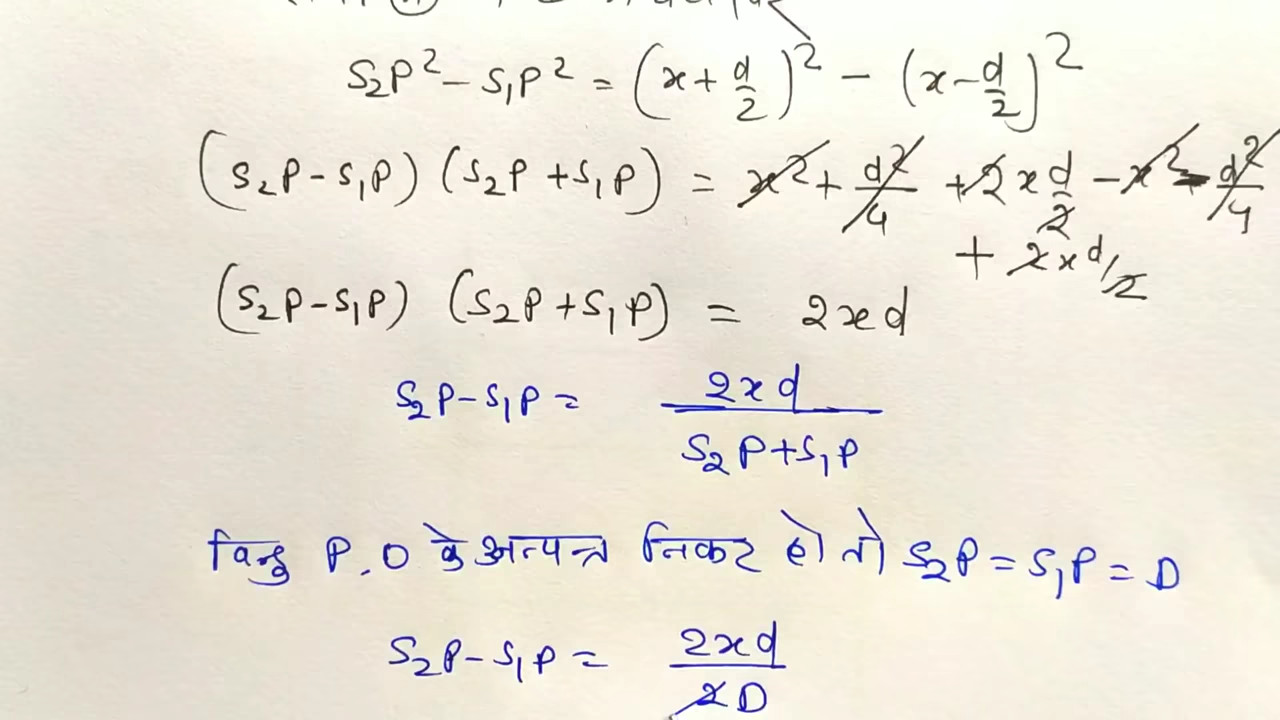 S₂P² - S₁P² = (x + d/2)² - (x - d/2)²
(S₂P - S₁P) (S₂P + S₁P) = x² + d²/4 + 2x d/2 - x² - d²/4
+ 2x d/2
(S₂P - S₁P) (S₂P + S₁P) = 2xd
S₂P - S₁P = 2xd / S₂P + S₁P
बिन्दु P, O के अत्यन्त निकट हो तो S₂P = S₁P = D
S₂P - S₁P = 2xd / 2D